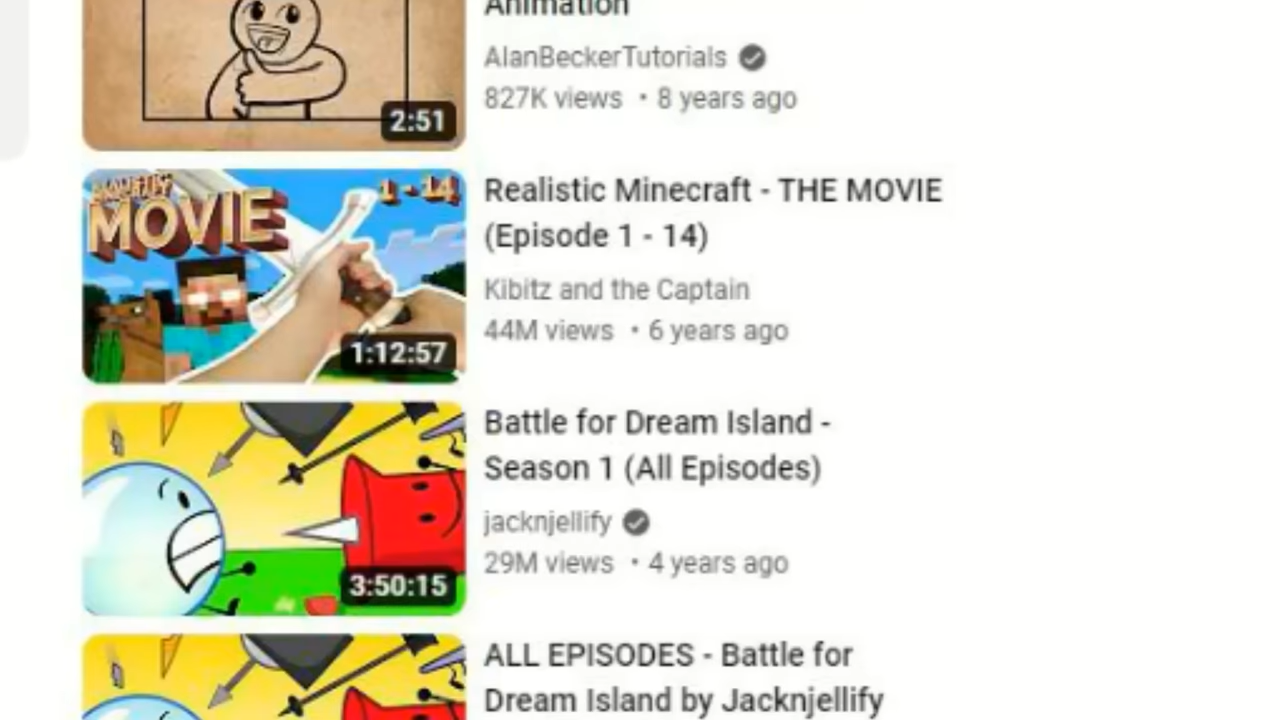 Animation
AlanBeckerTutorials
827K views • 8 years ago
2:51
MOVIE
1-14
1:12:57
Realistic Minecraft - THE MOVIE
(Episode 1 - 14)
Kibitz and the Captain
44M views • 6 years ago
3:50:15
Battle for Dream Island -
Season 1 (All Episodes)
jacknjellify
29M views • 4 years ago
ALL EPISODES - Battle for
Dream Island by Jacknjellify